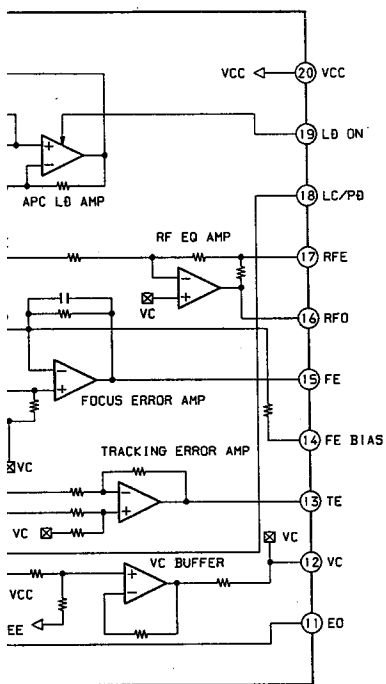 VCC 20 VCC
19 LD ON
APC LD AMP
18 LC/PD
RF EQ AMP
17 RFE
VC
16 RFO
15 FE
FOCUS ERROR AMP
14 FE BIAS
VC
TRACKING ERROR AMP
13 TE
VC
VC
VC BUFFER
12 VC
VCC
11 EO
EE